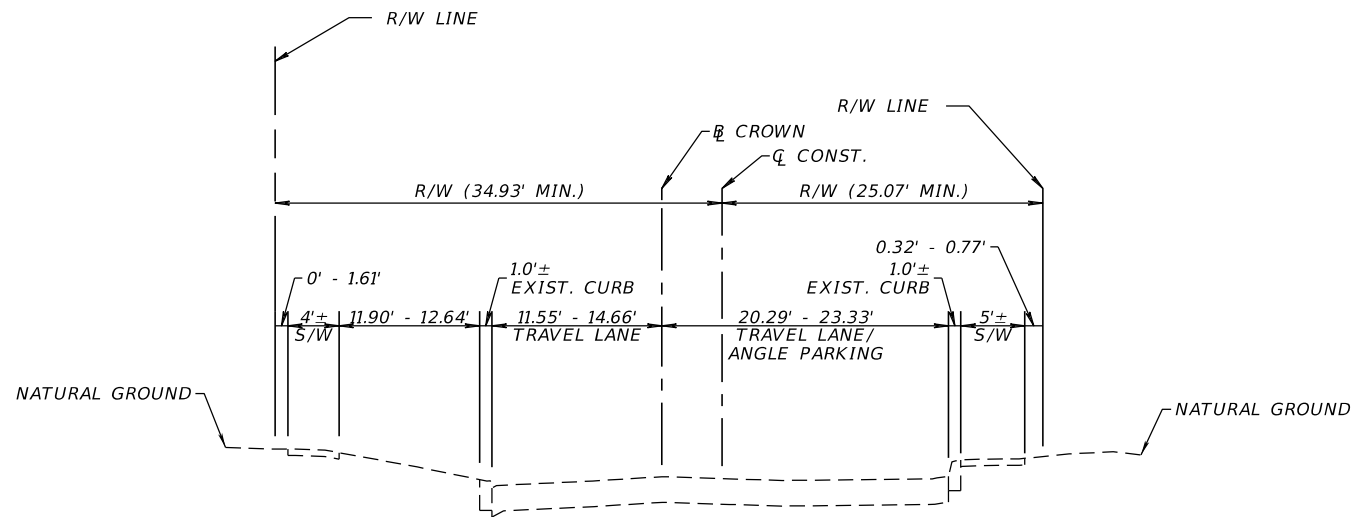 R/W LINE
R/W LINE
BL CROWN
CL CONST.
R/W (34.93' MIN.)
R/W (25.07' MIN.)
0.32' - 0.77'
0' - 1.61'
1.0'±
EXIST. CURB
1.0'±
EXIST. CURB
4'±
S/W
11.90' - 12.64'
11.55' - 14.66'
TRAVEL LANE
20.29' - 23.33'
TRAVEL LANE/
ANGLE PARKING
5'±
S/W
NATURAL GROUND
NATURAL GROUND